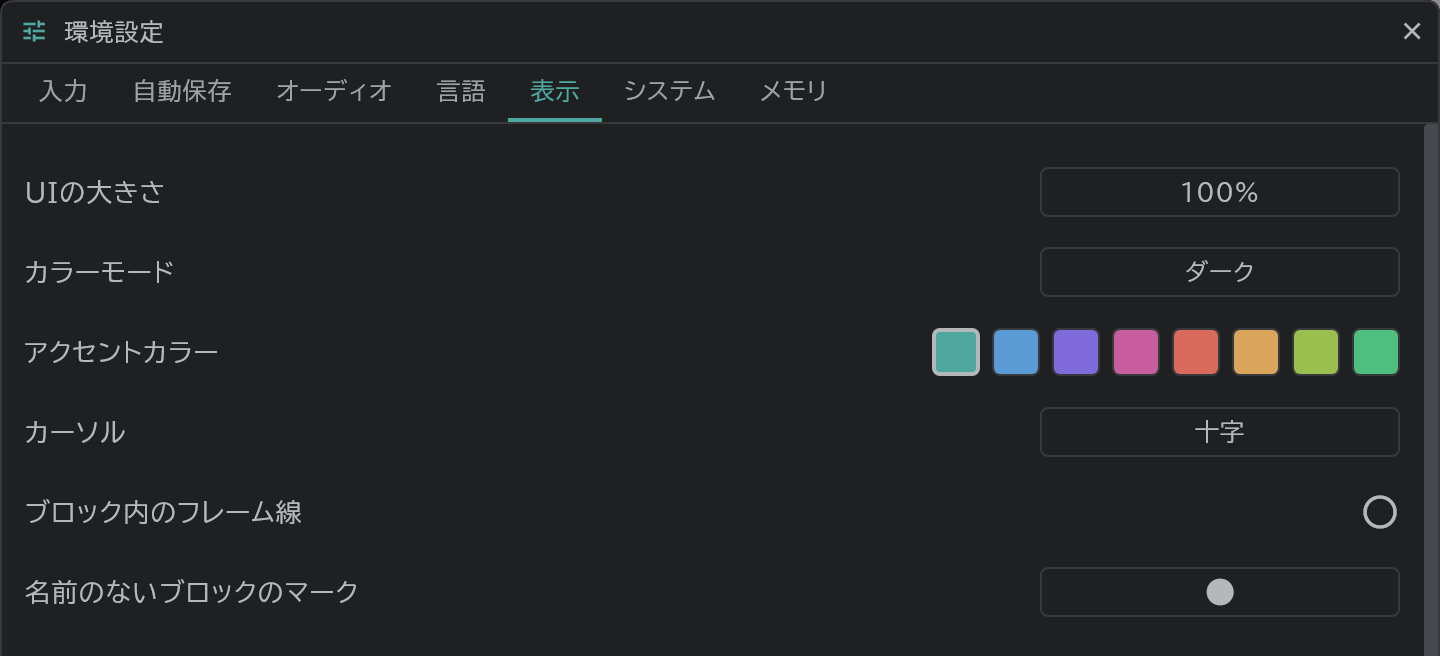 環境設定
入力 自動保存 オーディオ 言語 表示 システム メモリ
UIの大きさ 100%
カラーモード ダーク
アクセントカラー
カーソル 十字
ブロック内のフレーム線
名前のないブロックのマーク